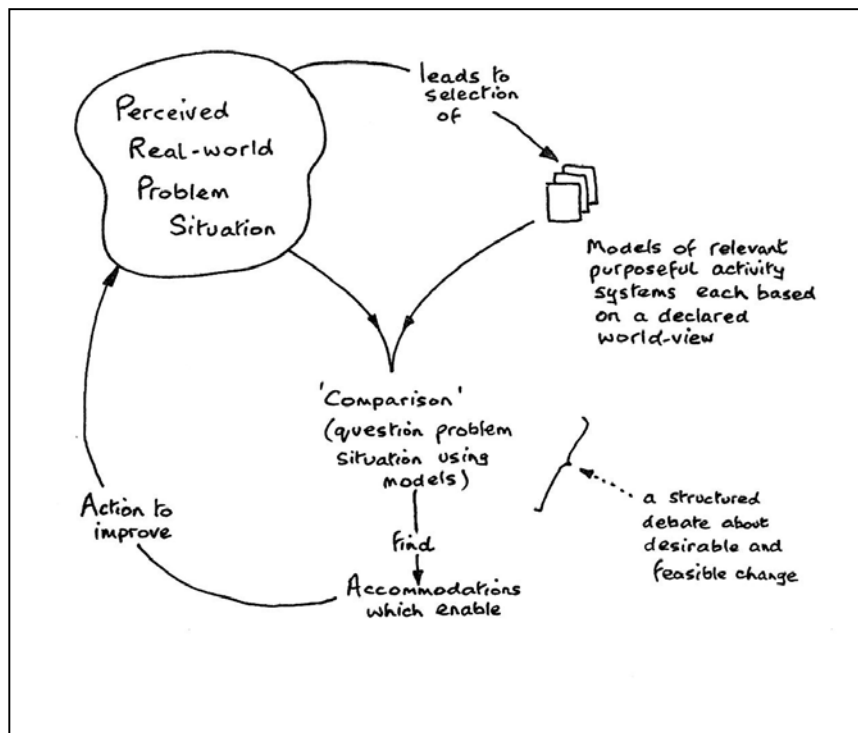 Perceived
Real-world
Problem
Situation
leads to
selection
of
Models of relevant
purposeful activity
systems each based
on a declared
world-view
'Comparison'
(question problem
situation using
models)
find
Accommodations
which enable
a structured
debate about
desirable and
feasible change
Action to
improve